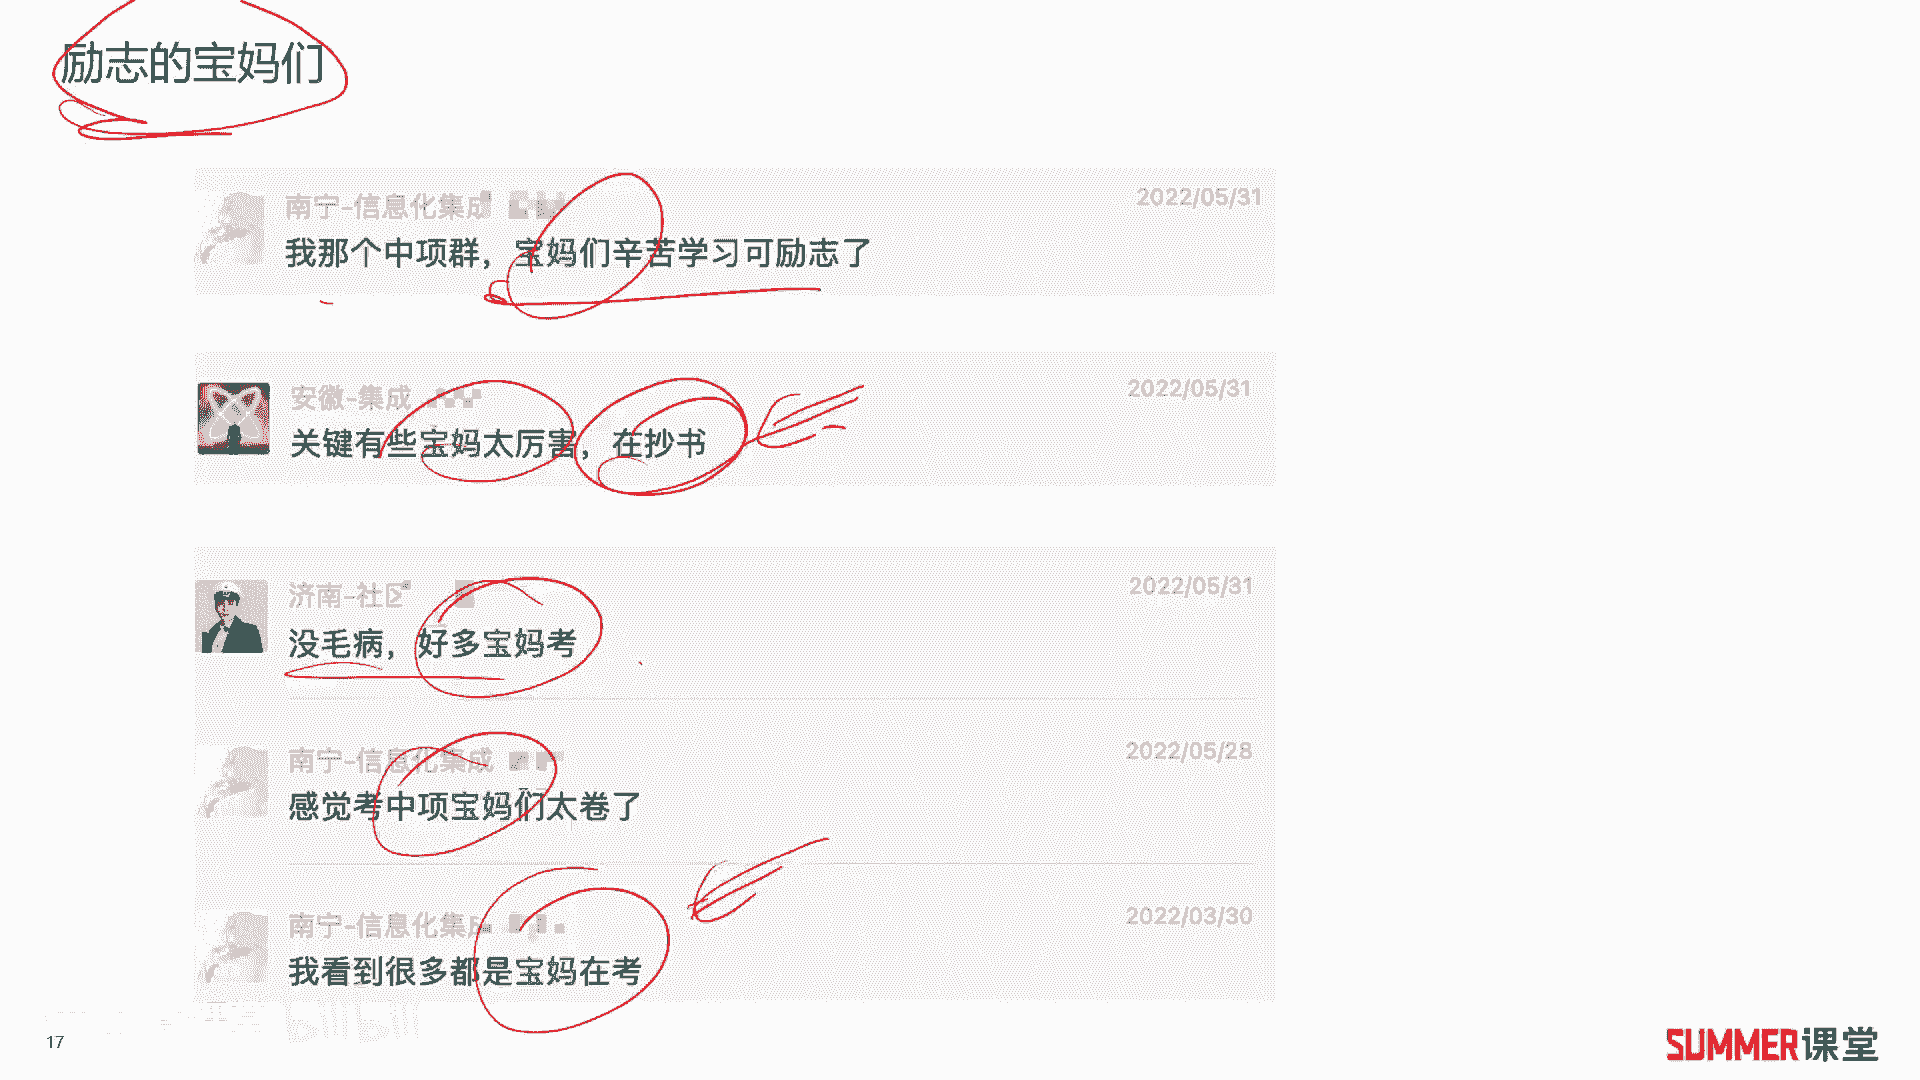 励志的宝妈们
南宁-信息化集成
2022/05/31
我那个中项群，宝妈们辛苦学习可励志了
安徽-集成
2022/05/31
关键有些宝妈太厉害，在抄书
济南-社区
2022/05/31
没毛病，好多宝妈考
南宁-信息化集成
2022/05/28
感觉考中项宝妈们太卷了
南宁-信息化集成
2022/03/30
我看到很多都是宝妈在考
17
SUMMER课堂